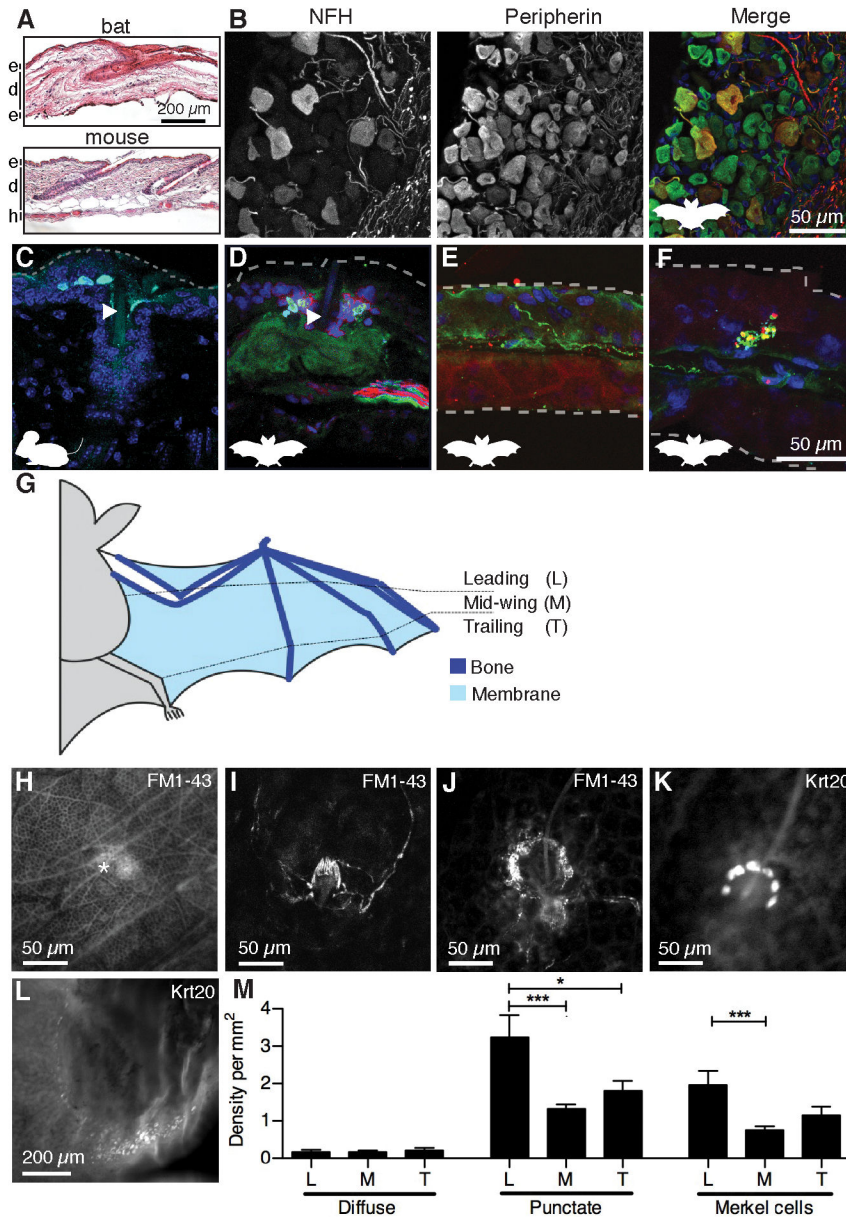 A
bat
e
d
e
200 µm
mouse
e
d
h
B
NFH
Peripherin
Merge
50 µm
C
D
E
F
50 µm
G
Leading (L)
Mid-wing (M)
Trailing (T)
Bone
Membrane
H
FM1-43
*
50 µm
I
FM1-43
50 µm
J
FM1-43
50 µm
K
Krt20
50 µm
L
Krt20
200 µm
M
Density per mm²
4
3
2
1
0
*
***
***
L M T L M T L M T
Diffuse Punctate Merkel cells